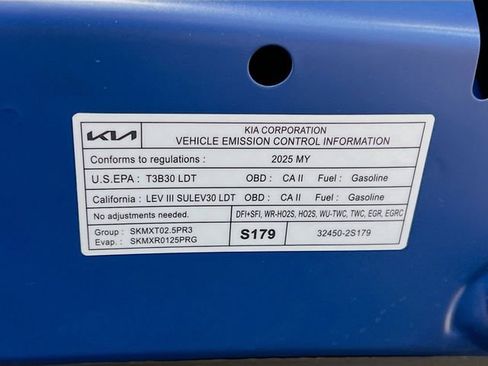 KIA
KIA CORPORATION
VEHICLE EMISSION CONTROL INFORMATION
Conforms to regulations : 2025 MY
U.S.EPA : T3B30 LDT OBD : CA II Fuel : Gasoline
California : LEV III SULEV30 LDT OBD : CA II Fuel : Gasoline
No adjustments needed. DFI+SFI, WR-HO2S, HO2S, WU-TWC, TWC, EGR, EGRC
Group : SKMXT02.5PR3
Evap. : SKMXR0125PRG
S179
32450-2S179